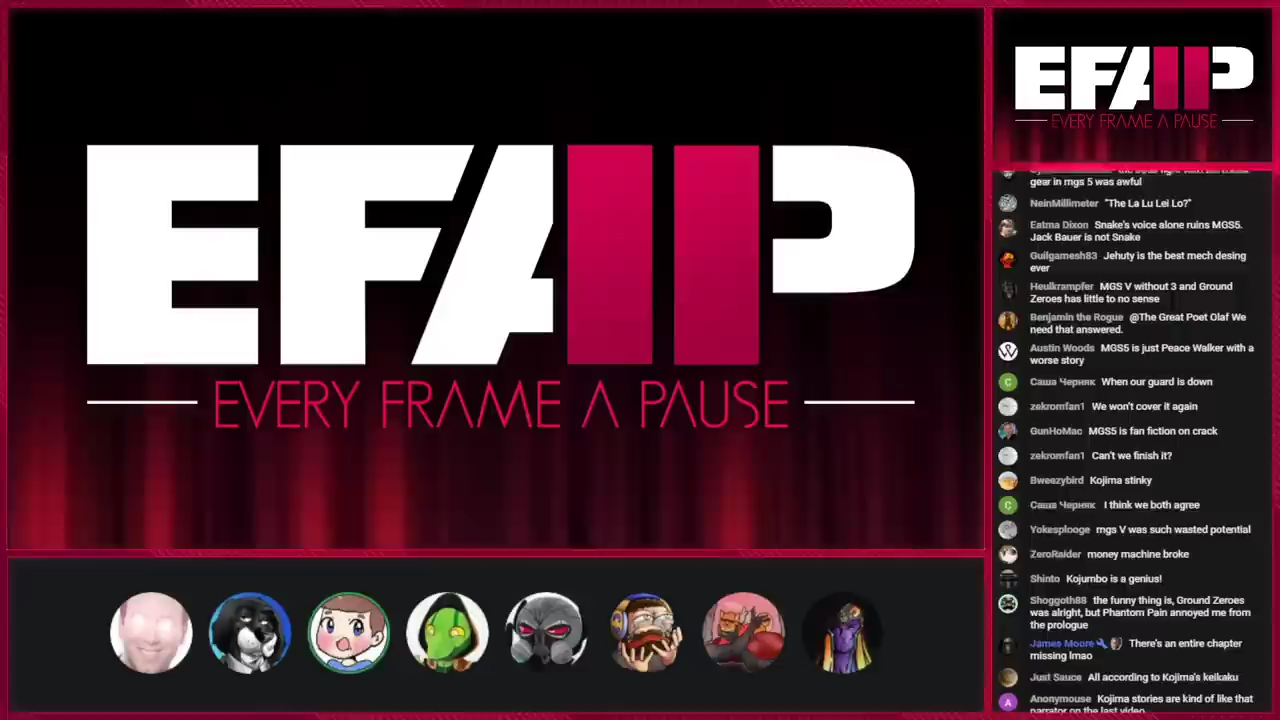 EFAP
EVERY FRAME A PAUSE
EFAP
EVERY FRAME A PAUSE
gear in mgs 5 was awful
NeinMillimeter "The La Lu Lei Lo?"
Eatma Dixon Snake's voice alone ruins MGS5.
Jack Bauer is not Snake
Guilgamesh83 Jehuty is the best mech desing
ever
Heulkrampfer MGS V without 3 and Ground
Zeroes has little to no sense
Benjamin the Rogue @The Great Poet Olaf We
need that answered.
Austin Woods MGS5 is just Peace Walker with a
worse story
C
Саша Черняк When our guard is down
zekromfan1 We won't cover it again
GunHoMac MGS5 is fan fiction on crack
zekromfan1 Can't we finish it?
Bweezybird Kojima stinky
C
Саша Черняк I think we both agree
Yokesplooge mgs V was such wasted potential
ZeroRaider money machine broke
Shinto Kojumbo is a genius!
Shoggoth88 the funny thing is, Ground Zeroes
was alright, but Phantom Pain annoyed me from
the prologue
James Moore There's an entire chapter
missing lmao
Just Sauce All according to Kojima's keikaku
A
Anonymouse Kojima stories are kind of like that
narrator on the last video